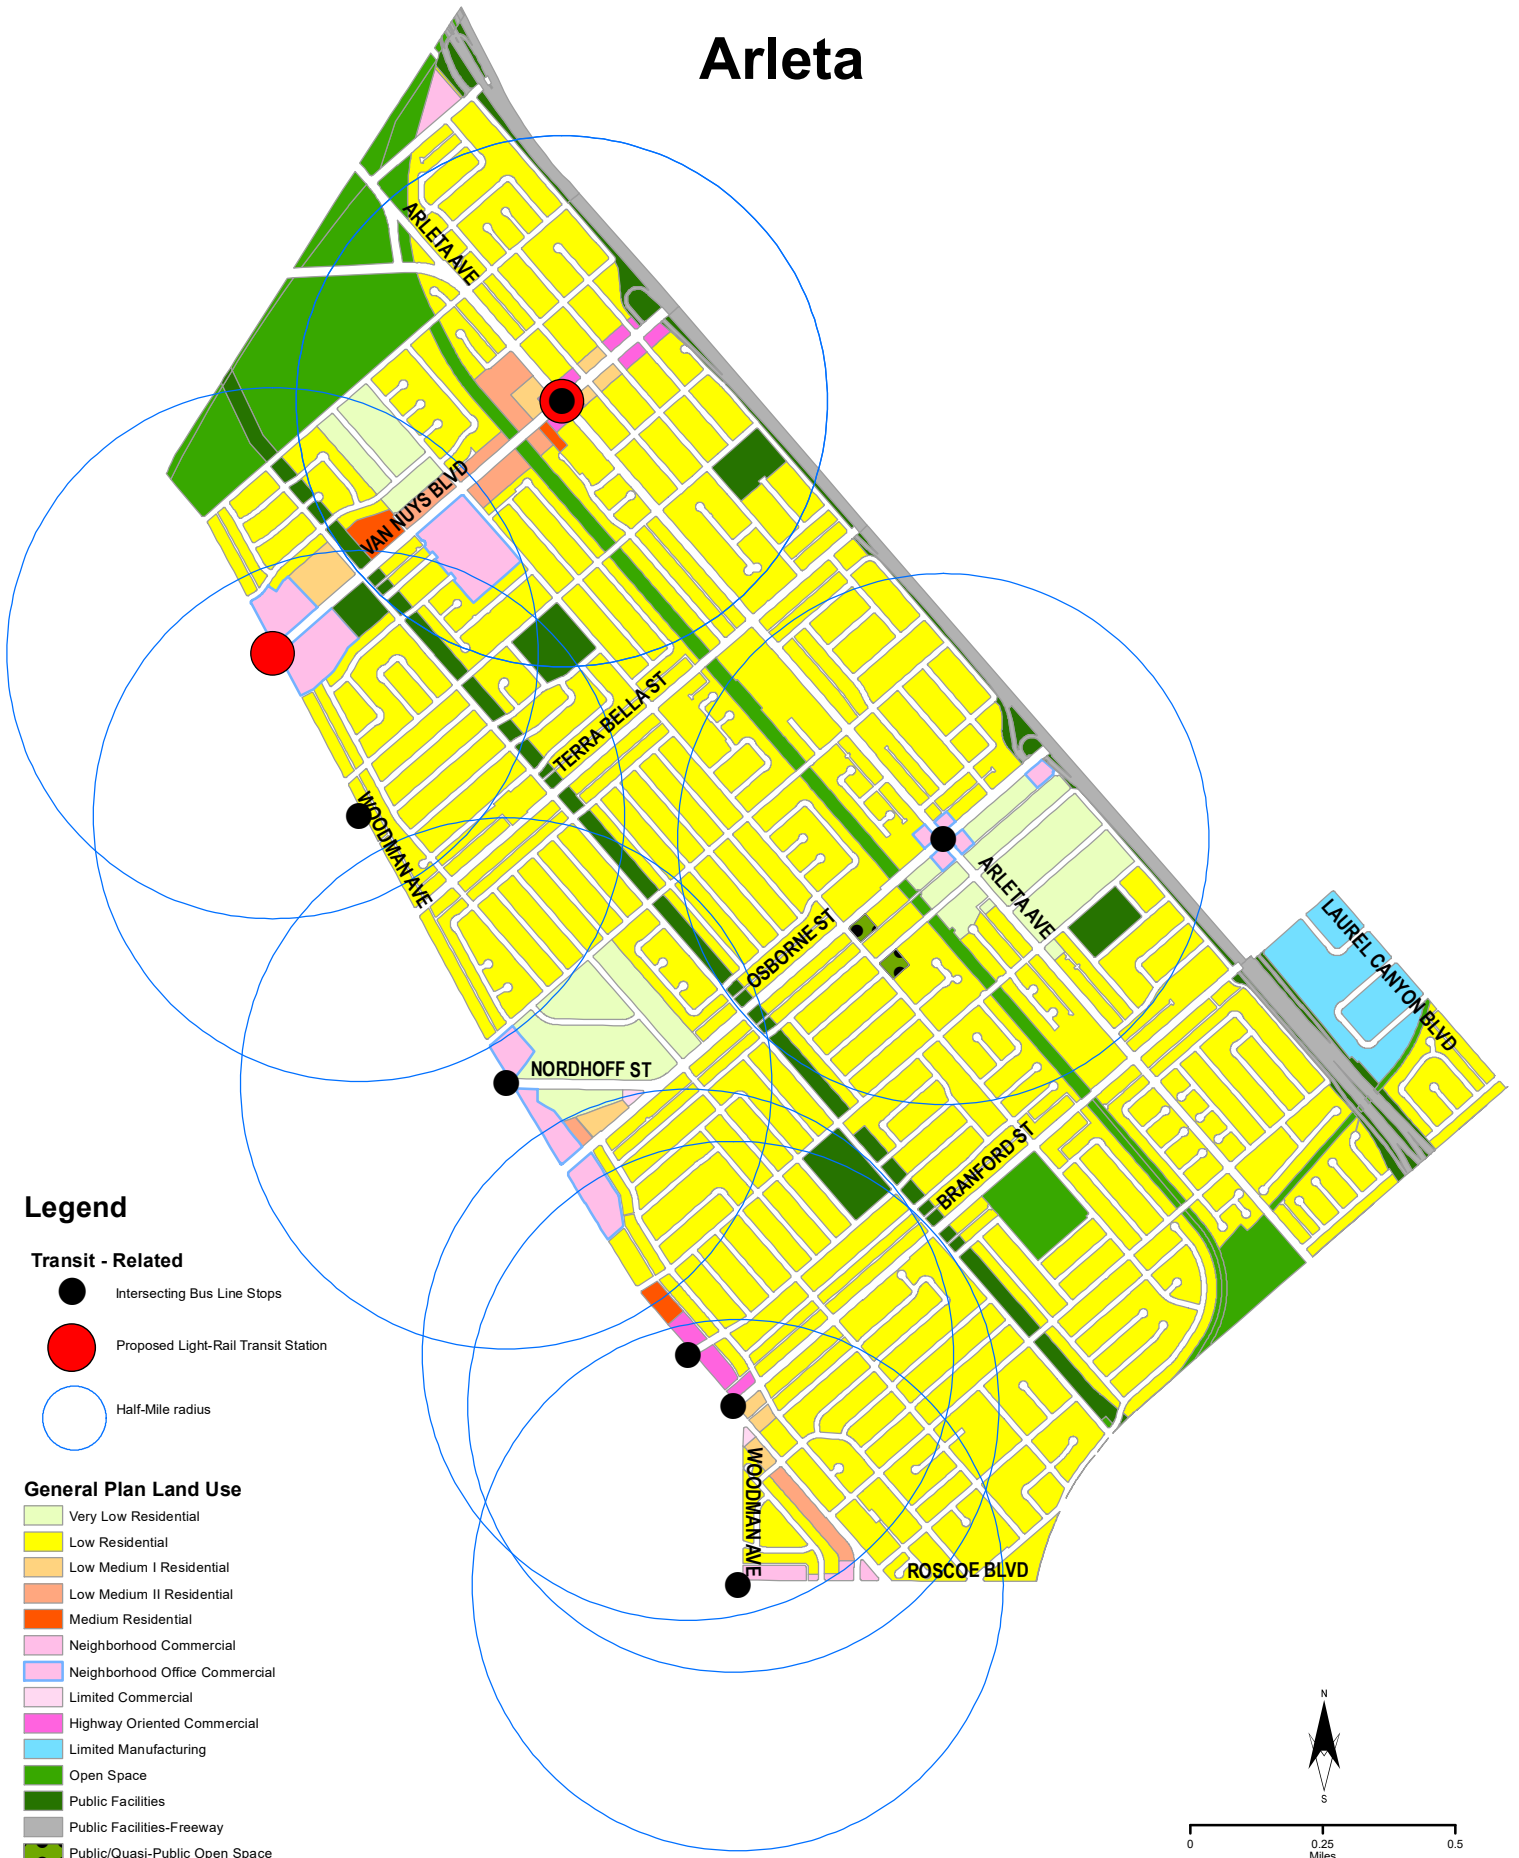 Arleta
ARLETA AVE
VAN NUYS BLVD
TERRA BELLA ST
WOODMAN AVE
ARLETA AVE
OSBORNE ST
LAUREL CANYON BLVD
NORDHOFF ST
BRANFORD ST
WOODMAN AVE
ROSCOE BLVD
Legend
Transit - Related
Intersecting Bus Line Stops
Proposed Light-Rail Transit Station
Half-Mile radius
General Plan Land Use
Very Low Residential
Low Residential
Low Medium I Residential
Low Medium II Residential
Medium Residential
Neighborhood Commercial
Neighborhood Office Commercial
Limited Commercial
Highway Oriented Commercial
Limited Manufacturing
Open Space
Public Facilities
Public Facilities-Freeway
Public/Quasi-Public Open Space
N
S
0 0.25 0.5
Miles